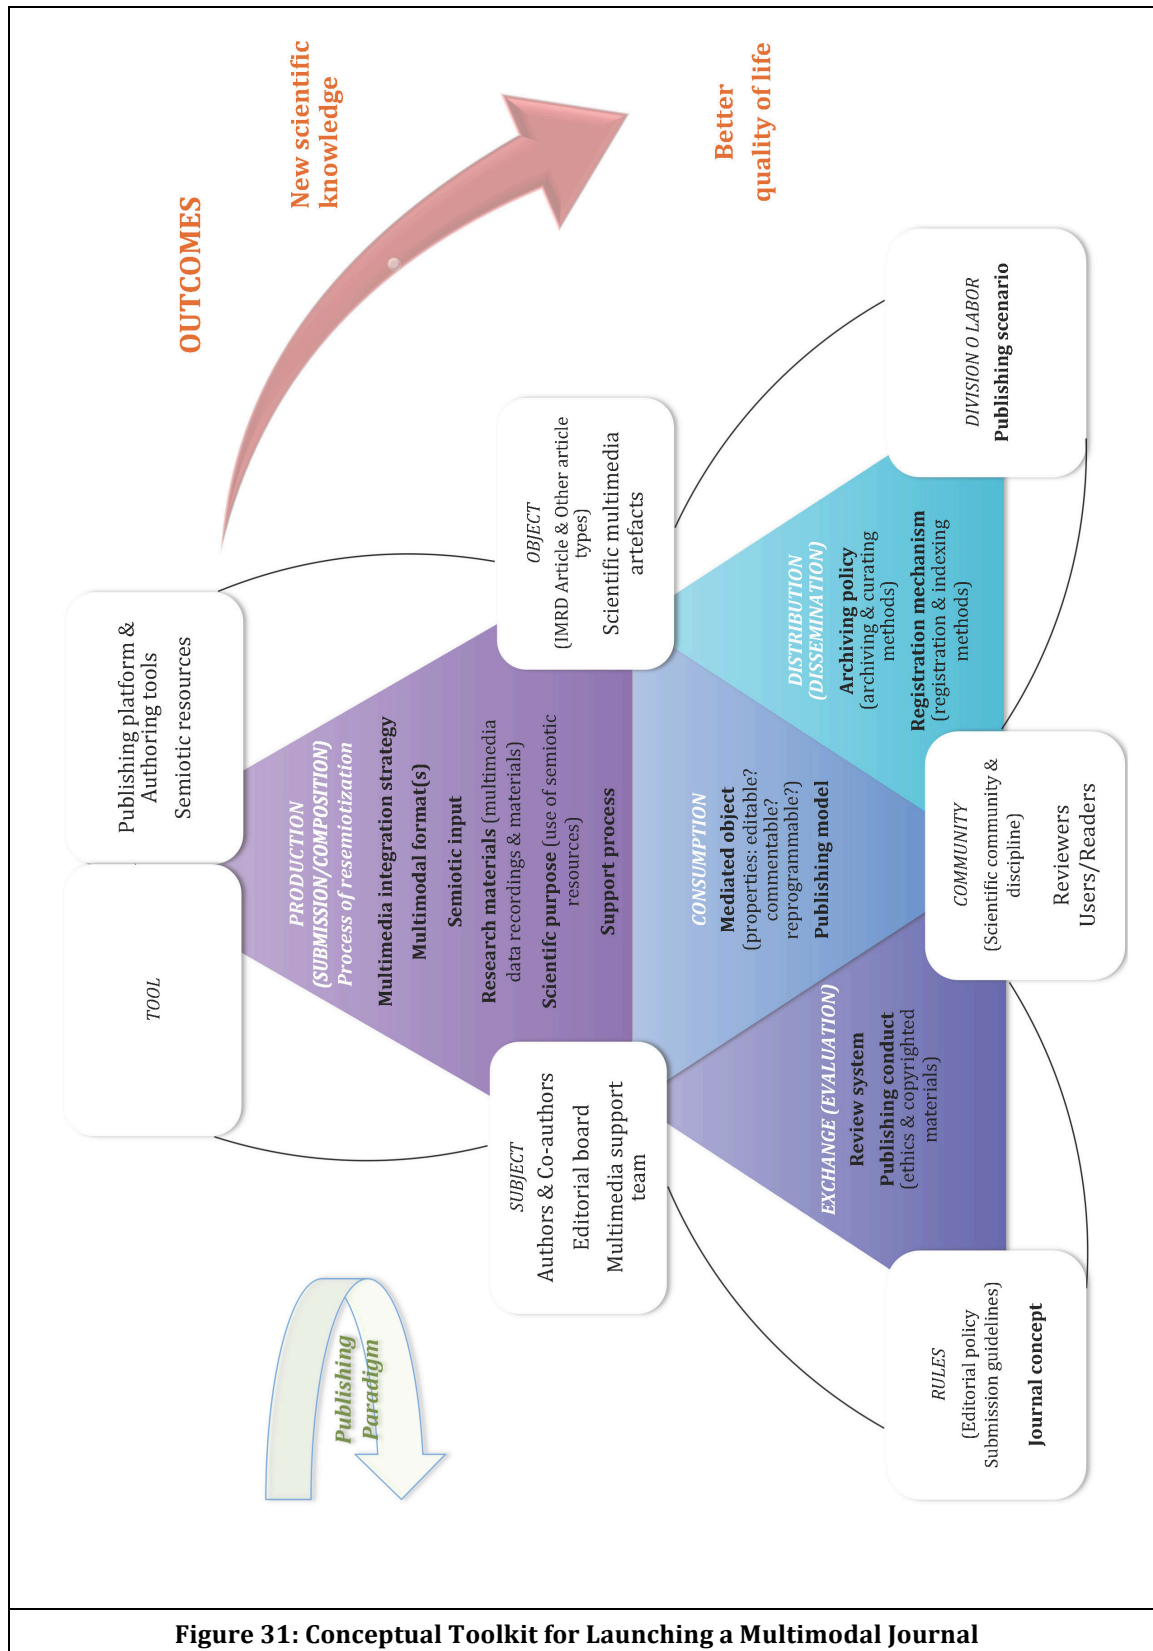 OUTCOMES
New scientific
knowledge
Better
quality of life
Publishing
Paradigm
TOOL
Publishing platform &
Authoring tools
Semiotic resources
PRODUCTION
(SUBMISSION/COMPOSITION)
Process of resemiotization
Multimedia integration strategy
Multimodal format(s)
Semiotic input
Research materials (multimedia
data recordings & materials)
Scientifc purpose (use of semiotic
resources)
Support process
SUBJECT
Authors & Co-authors
Editorial board
Multimedia support
team
OBJECT
(IMRD Article & Other article
types)
Scientific multimedia
artefacts
CONSUMPTION
Mediated object
(properties: editable?
commentable?
reprogrammable?)
Publishing model
EXCHANGE (EVALUATION)
Review system
Publishing conduct
(ethics & copyrighted
materials)
DISTRIBUTION
(DISSEMINATION)
Archiving policy
(archiving & curating
methods)
Registration mechanism
(registration & indexing
methods)
RULES
(Editorial policy
Submission guidelines)
Journal concept
COMMUNITY
(Scientific community &
discipline)
Reviewers
Users/Readers
DIVISION O LABOR
Publishing scenario
Figure 31: Conceptual Toolkit for Launching a Multimodal Journal